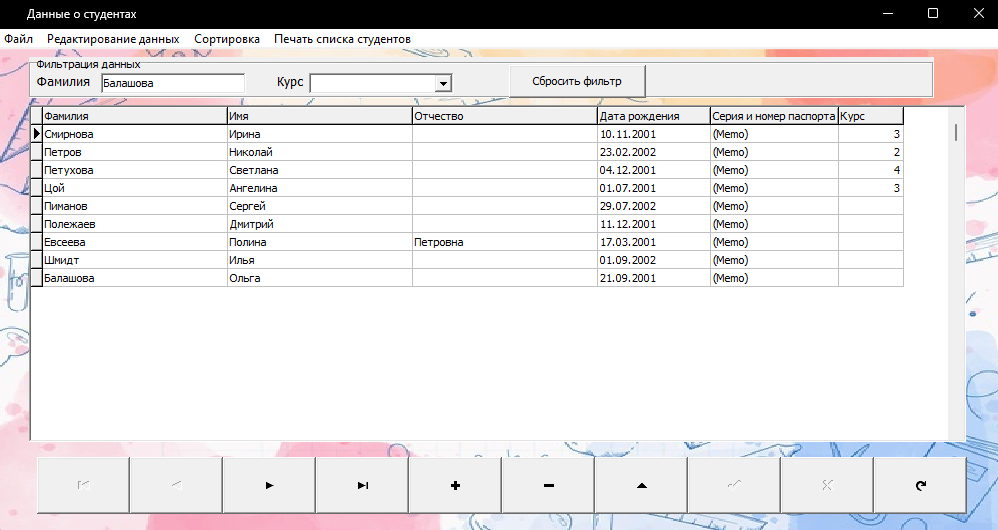 Данные о студентах
Файл Редактирование данных Сортировка Печать списка студентов
Фильтрация данных
Фамилия Балашова Курс Сбросить фильтр
Фамилия Имя Отчество Дата рождения Серия и номер паспорта Курс
Смирнова Ирина 10.11.2001 (Memo) 3
Петров Николай 23.02.2002 (Memo) 2
Петухова Светлана 04.12.2001 (Memo) 4
Цой Ангелина 01.07.2001 (Memo) 3
Пиманов Сергей 29.07.2002 (Memo)
Полежаев Дмитрий 11.12.2001 (Memo)
Евсеева Полина Петровна 17.03.2001 (Memo)
Шмидт Илья 01.09.2002 (Memo)
Балашова Ольга 21.09.2001 (Memo)